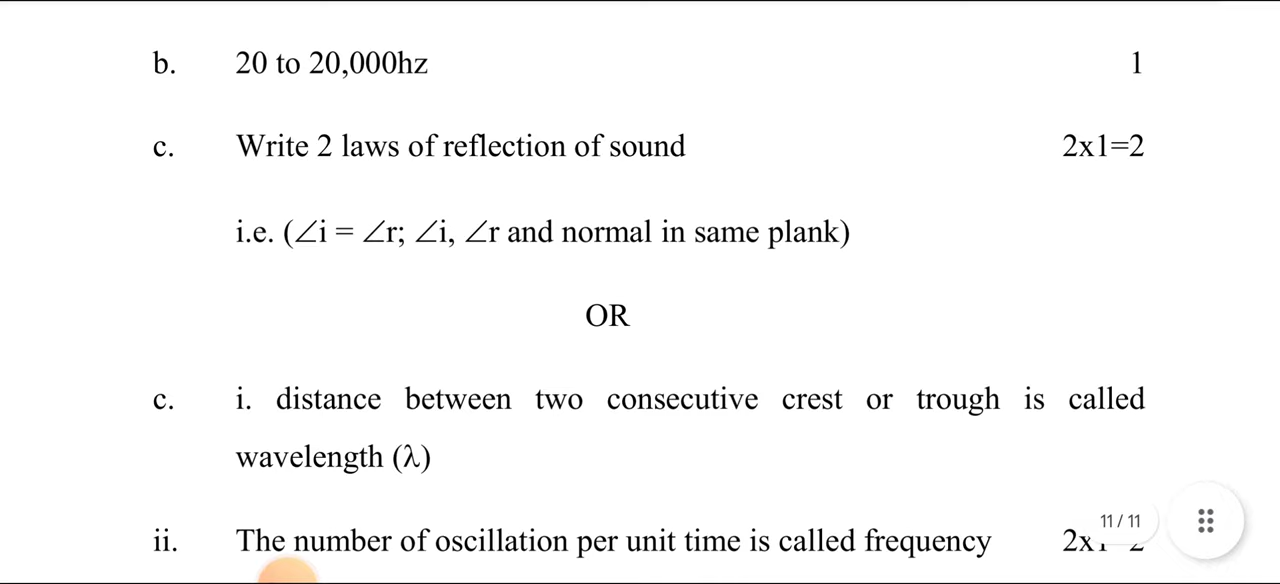 b. 20 to 20,000hz 1
c. Write 2 laws of reflection of sound 2x1=2
i.e. (∠i = ∠r; ∠i, ∠r and normal in same plank)
OR
c. i. distance between two consecutive crest or trough is called
wavelength (λ)
11 / 11
ii. The number of oscillation per unit time is called frequency